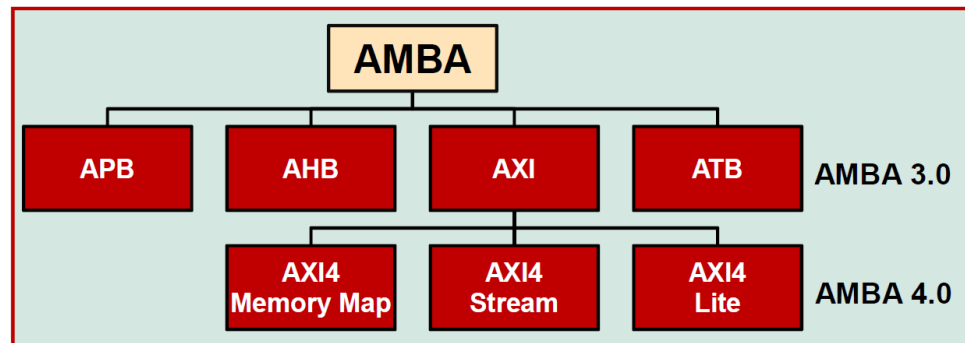 AMBA
APB
AHB
AXI
ATB
AMBA 3.0
AXI4
Memory Map
AXI4
Stream
AXI4
Lite
AMBA 4.0